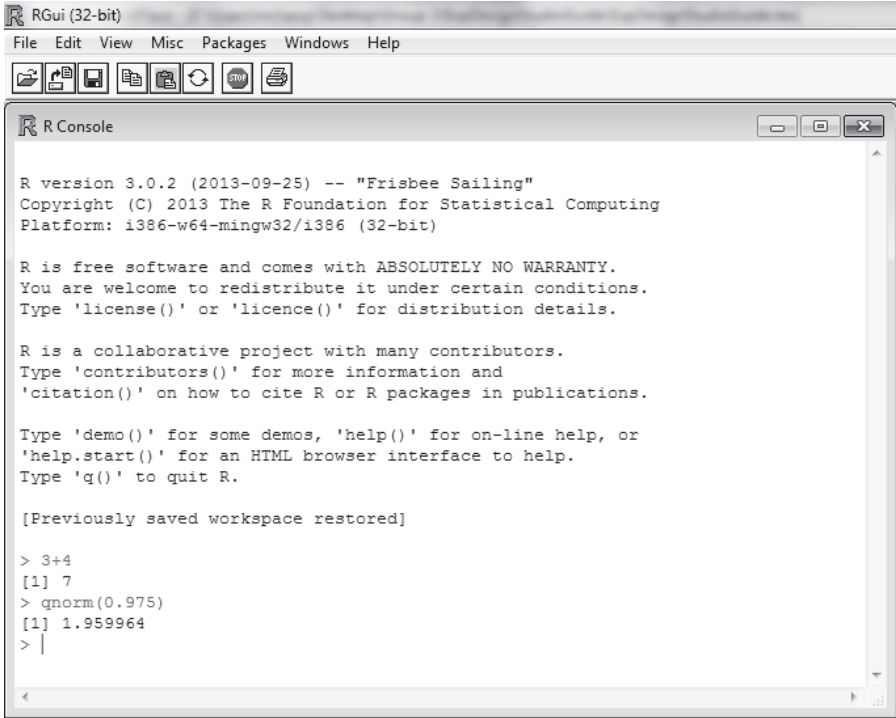 RGui (32-bit)
File Edit View Misc Packages Windows Help
STOP
R Console
R version 3.0.2 (2013-09-25) -- "Frisbee Sailing"
Copyright (C) 2013 The R Foundation for Statistical Computing
Platform: i386-w64-mingw32/i386 (32-bit)
R is free software and comes with ABSOLUTELY NO WARRANTY.
You are welcome to redistribute it under certain conditions.
Type 'license()' or 'licence()' for distribution details.
R is a collaborative project with many contributors.
Type 'contributors()' for more information and
'citation()' on how to cite R or R packages in publications.
Type 'demo()' for some demos, 'help()' for on-line help, or
'help.start()' for an HTML browser interface to help.
Type 'q()' to quit R.
[Previously saved workspace restored]
> 3+4
[1] 7
> qnorm(0.975)
[1] 1.959964
>